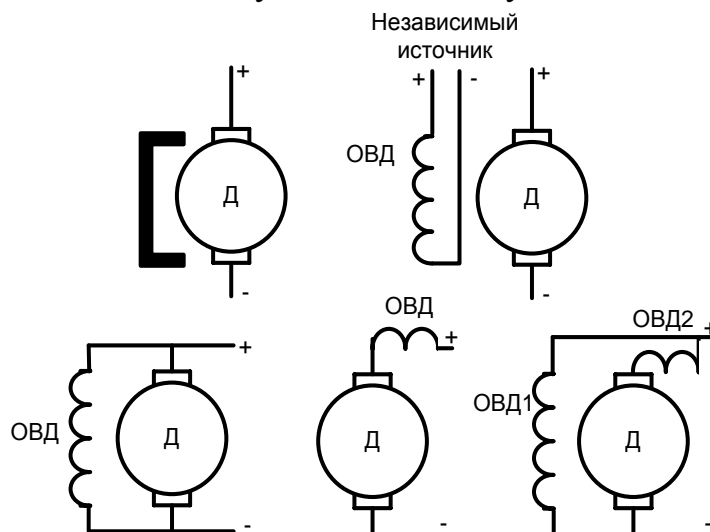 Независимый
источник
+
+ - +
ОВД
Д
Д
-
-
ОВД
ОВД2
+
+
+
ОВД
Д
Д
ОВД1
Д
-
-
-